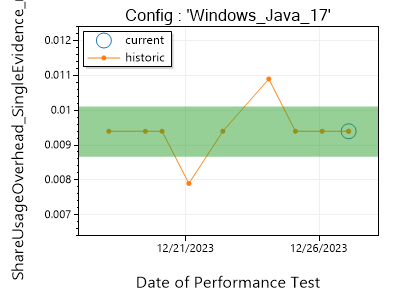 Config : 'Windows_Java_17'
current
historic
0.012
0.011
0.01
0.009
0.008
0.007
ShareUsageOverhead_SingleEvidence_
12/21/2023
12/26/2023
Date of Performance Test